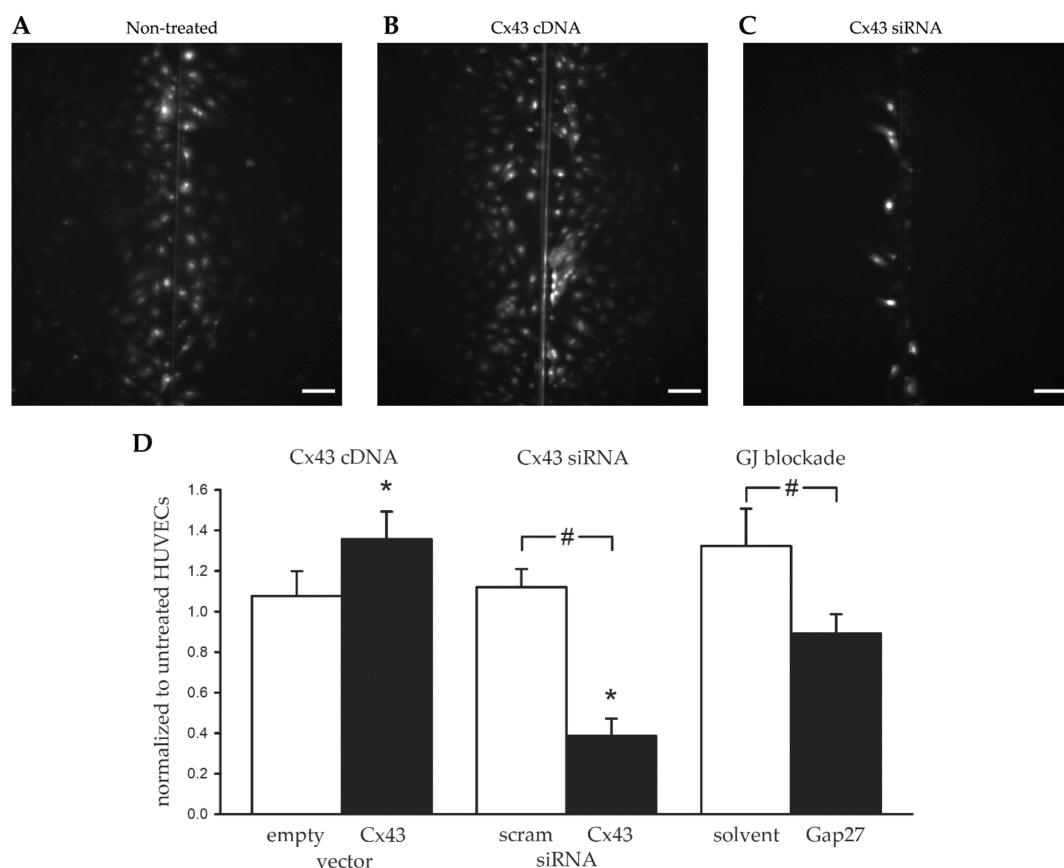 A
Non-treated
B
Cx43 cDNA
C
Cx43 siRNA
D
Cx43 cDNA
Cx43 siRNA
GJ blockade
normalized to untreated HUVECs
1.6
1.4
1.2
1.0
0.8
0.6
0.4
0.2
0.0
*
#
*
#
empty Cx43
vector
scram Cx43
siRNA
solvent Gap27